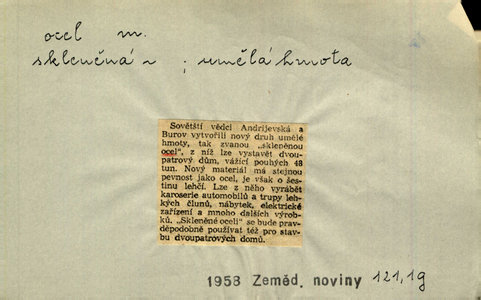 ocel m.
skleněná ~ ; umělá hmota
Sovětští vědci Andrijevská a
Burov vytvořili nový druh umělé
hmoty, tak zvanou „skleněnou
ocel“, z níž lze vystavět dvou-
patrový dům, vážící pouhých 48
tun. Nový materiál má stejnou
pevnost jako ocel, je však o šes-
tinu lehčí. Lze z něho vyrábět
karoserie automobilů a trupy leh-
kých člunů, nábytek, elektrické
zařízení a mnoho dalších výrob-
ků. „Skleněné oceli“ se bude prav-
děpodobně používat též pro stav-
bu dvoupatrových domů.
1958 Zeměd. noviny 121,1g